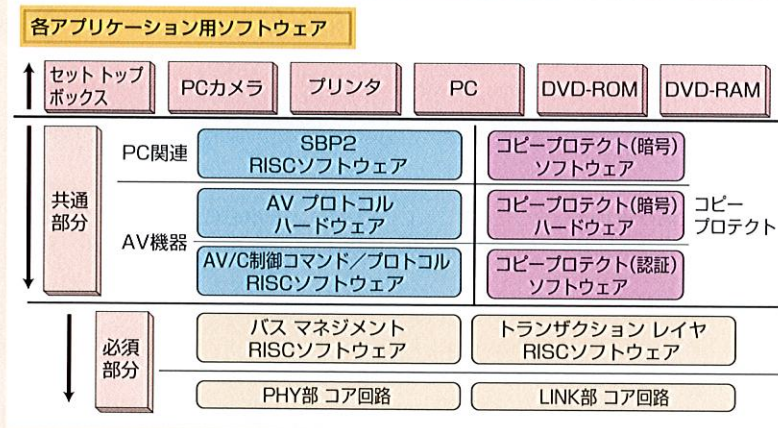 各アプリケーション用ソフトウェア
セット トップ
ボックス
PCカメラ
プリンタ
PC
DVD-ROM
DVD-RAM
共通
部分
PC関連
SBP2
RISCソフトウェア
コピープロテクト(暗号)
ソフトウェア
AV機器
AV プロトコル
ハードウェア
コピープロテクト(暗号)
ハードウェア
コピー
プロテクト
AV/C制御コマンド/プロトコル
RISCソフトウェア
コピープロテクト(認証)
ソフトウェア
必須
部分
バス マネジメント
RISCソフトウェア
トランザクション レイヤ
RISCソフトウェア
PHY部 コア回路
LINK部 コア回路